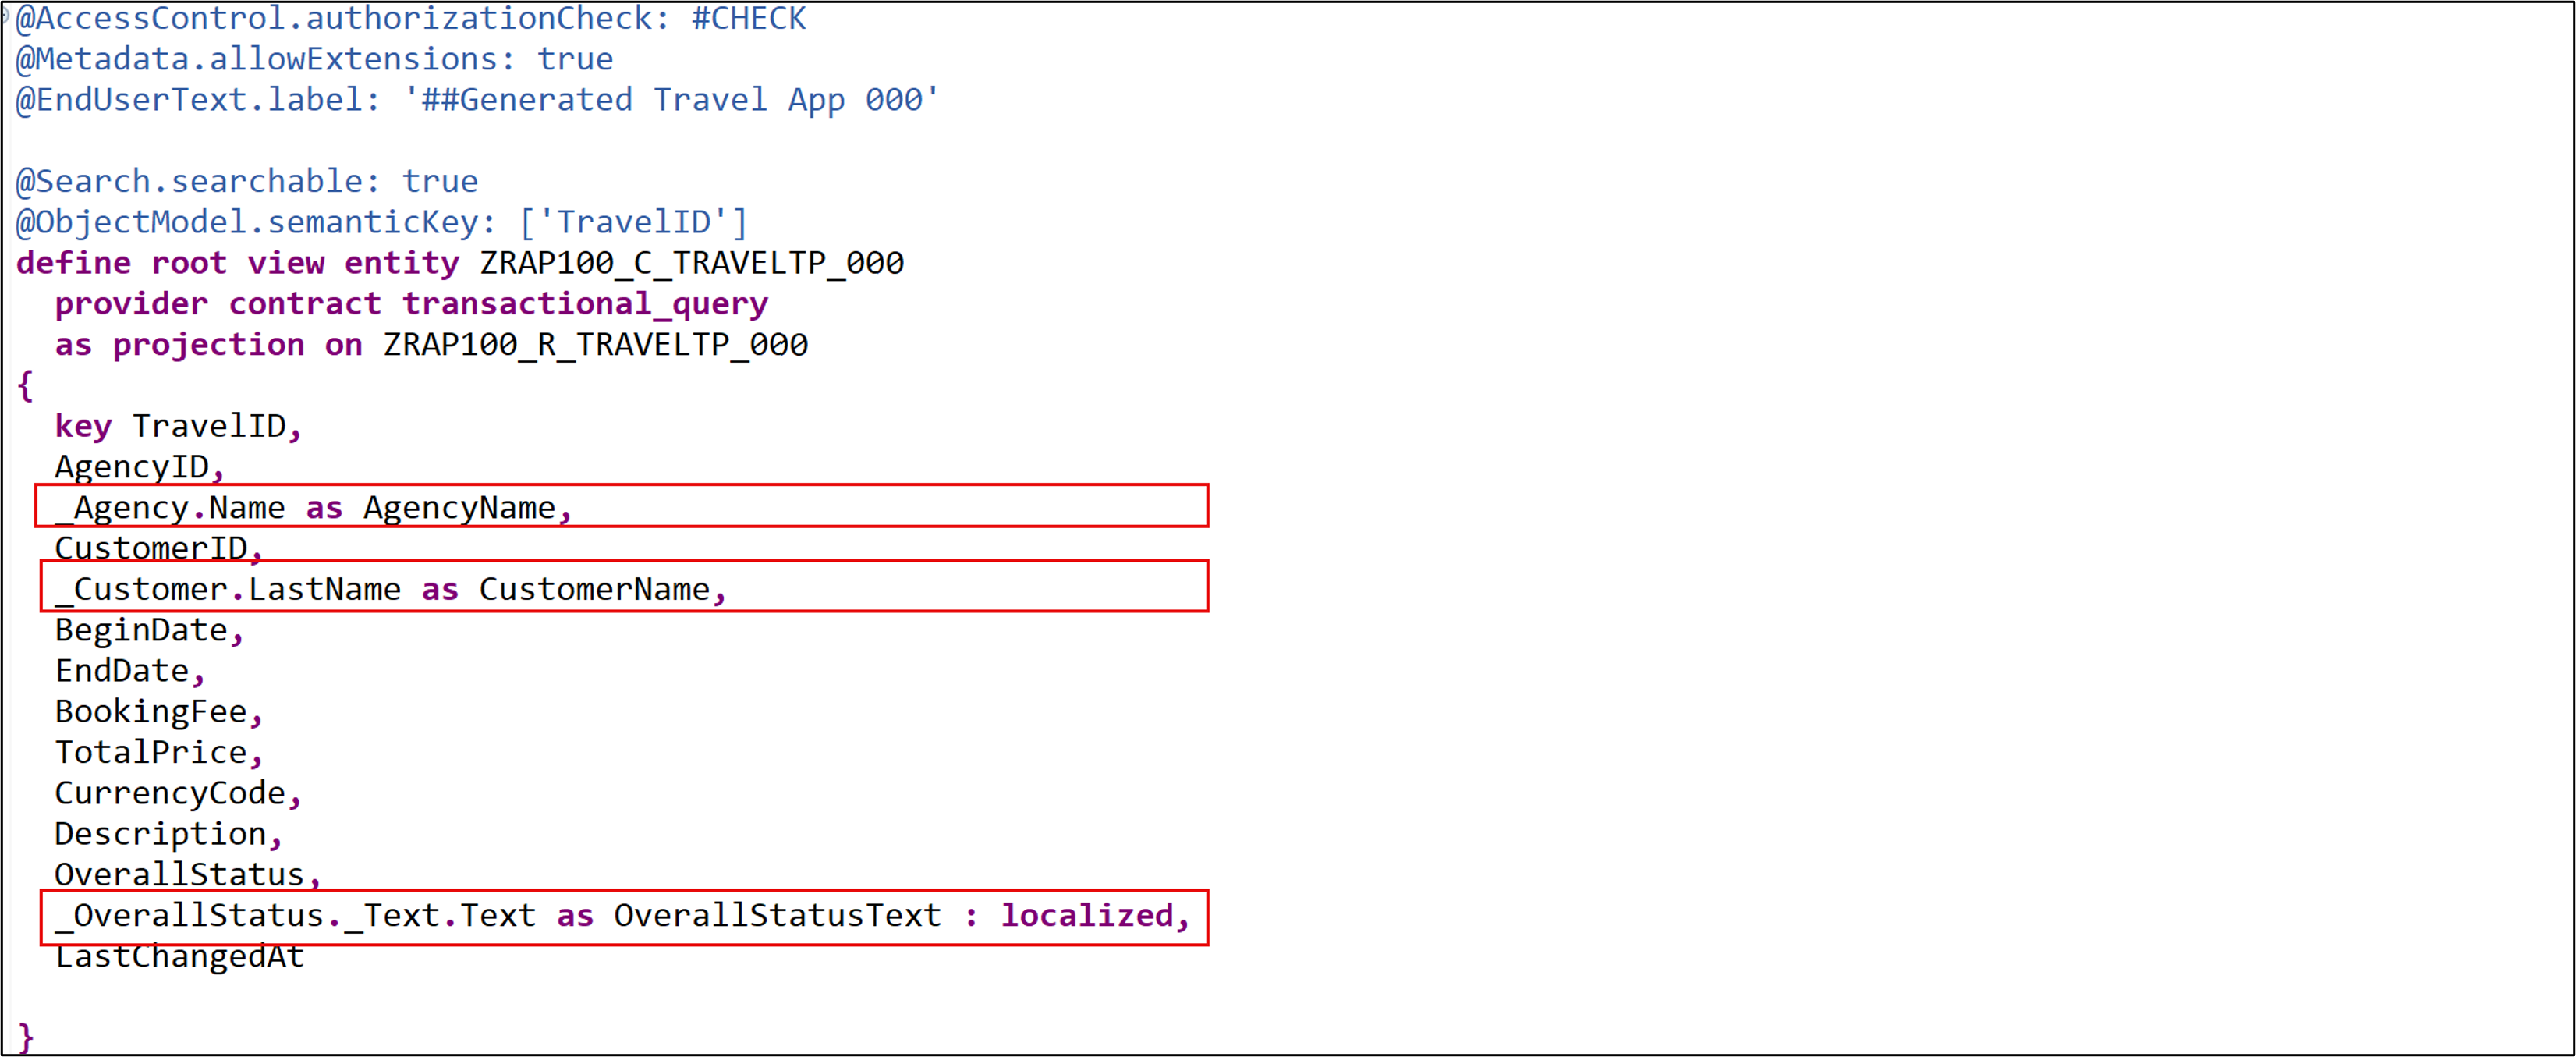 @AccessControl.authorizationCheck: #CHECK
@Metadata.allowExtensions: true
@EndUserText.label: '##Generated Travel App 000'
@Search.searchable: true
@ObjectModel.semanticKey: ['TravelID']
define root view entity ZRAP100_C_TRAVELTP_000
provider contract transactional_query
as projection on ZRAP100_R_TRAVELTP_000
{
key TravelID,
AgencyID,
_Agency.Name as AgencyName,
CustomerID,
_Customer.LastName as CustomerName,
BeginDate,
EndDate,
BookingFee,
TotalPrice,
CurrencyCode,
Description,
OverallStatus,
_OverallStatus._Text.Text as OverallStatusText : localized,
LastChangedAt
}